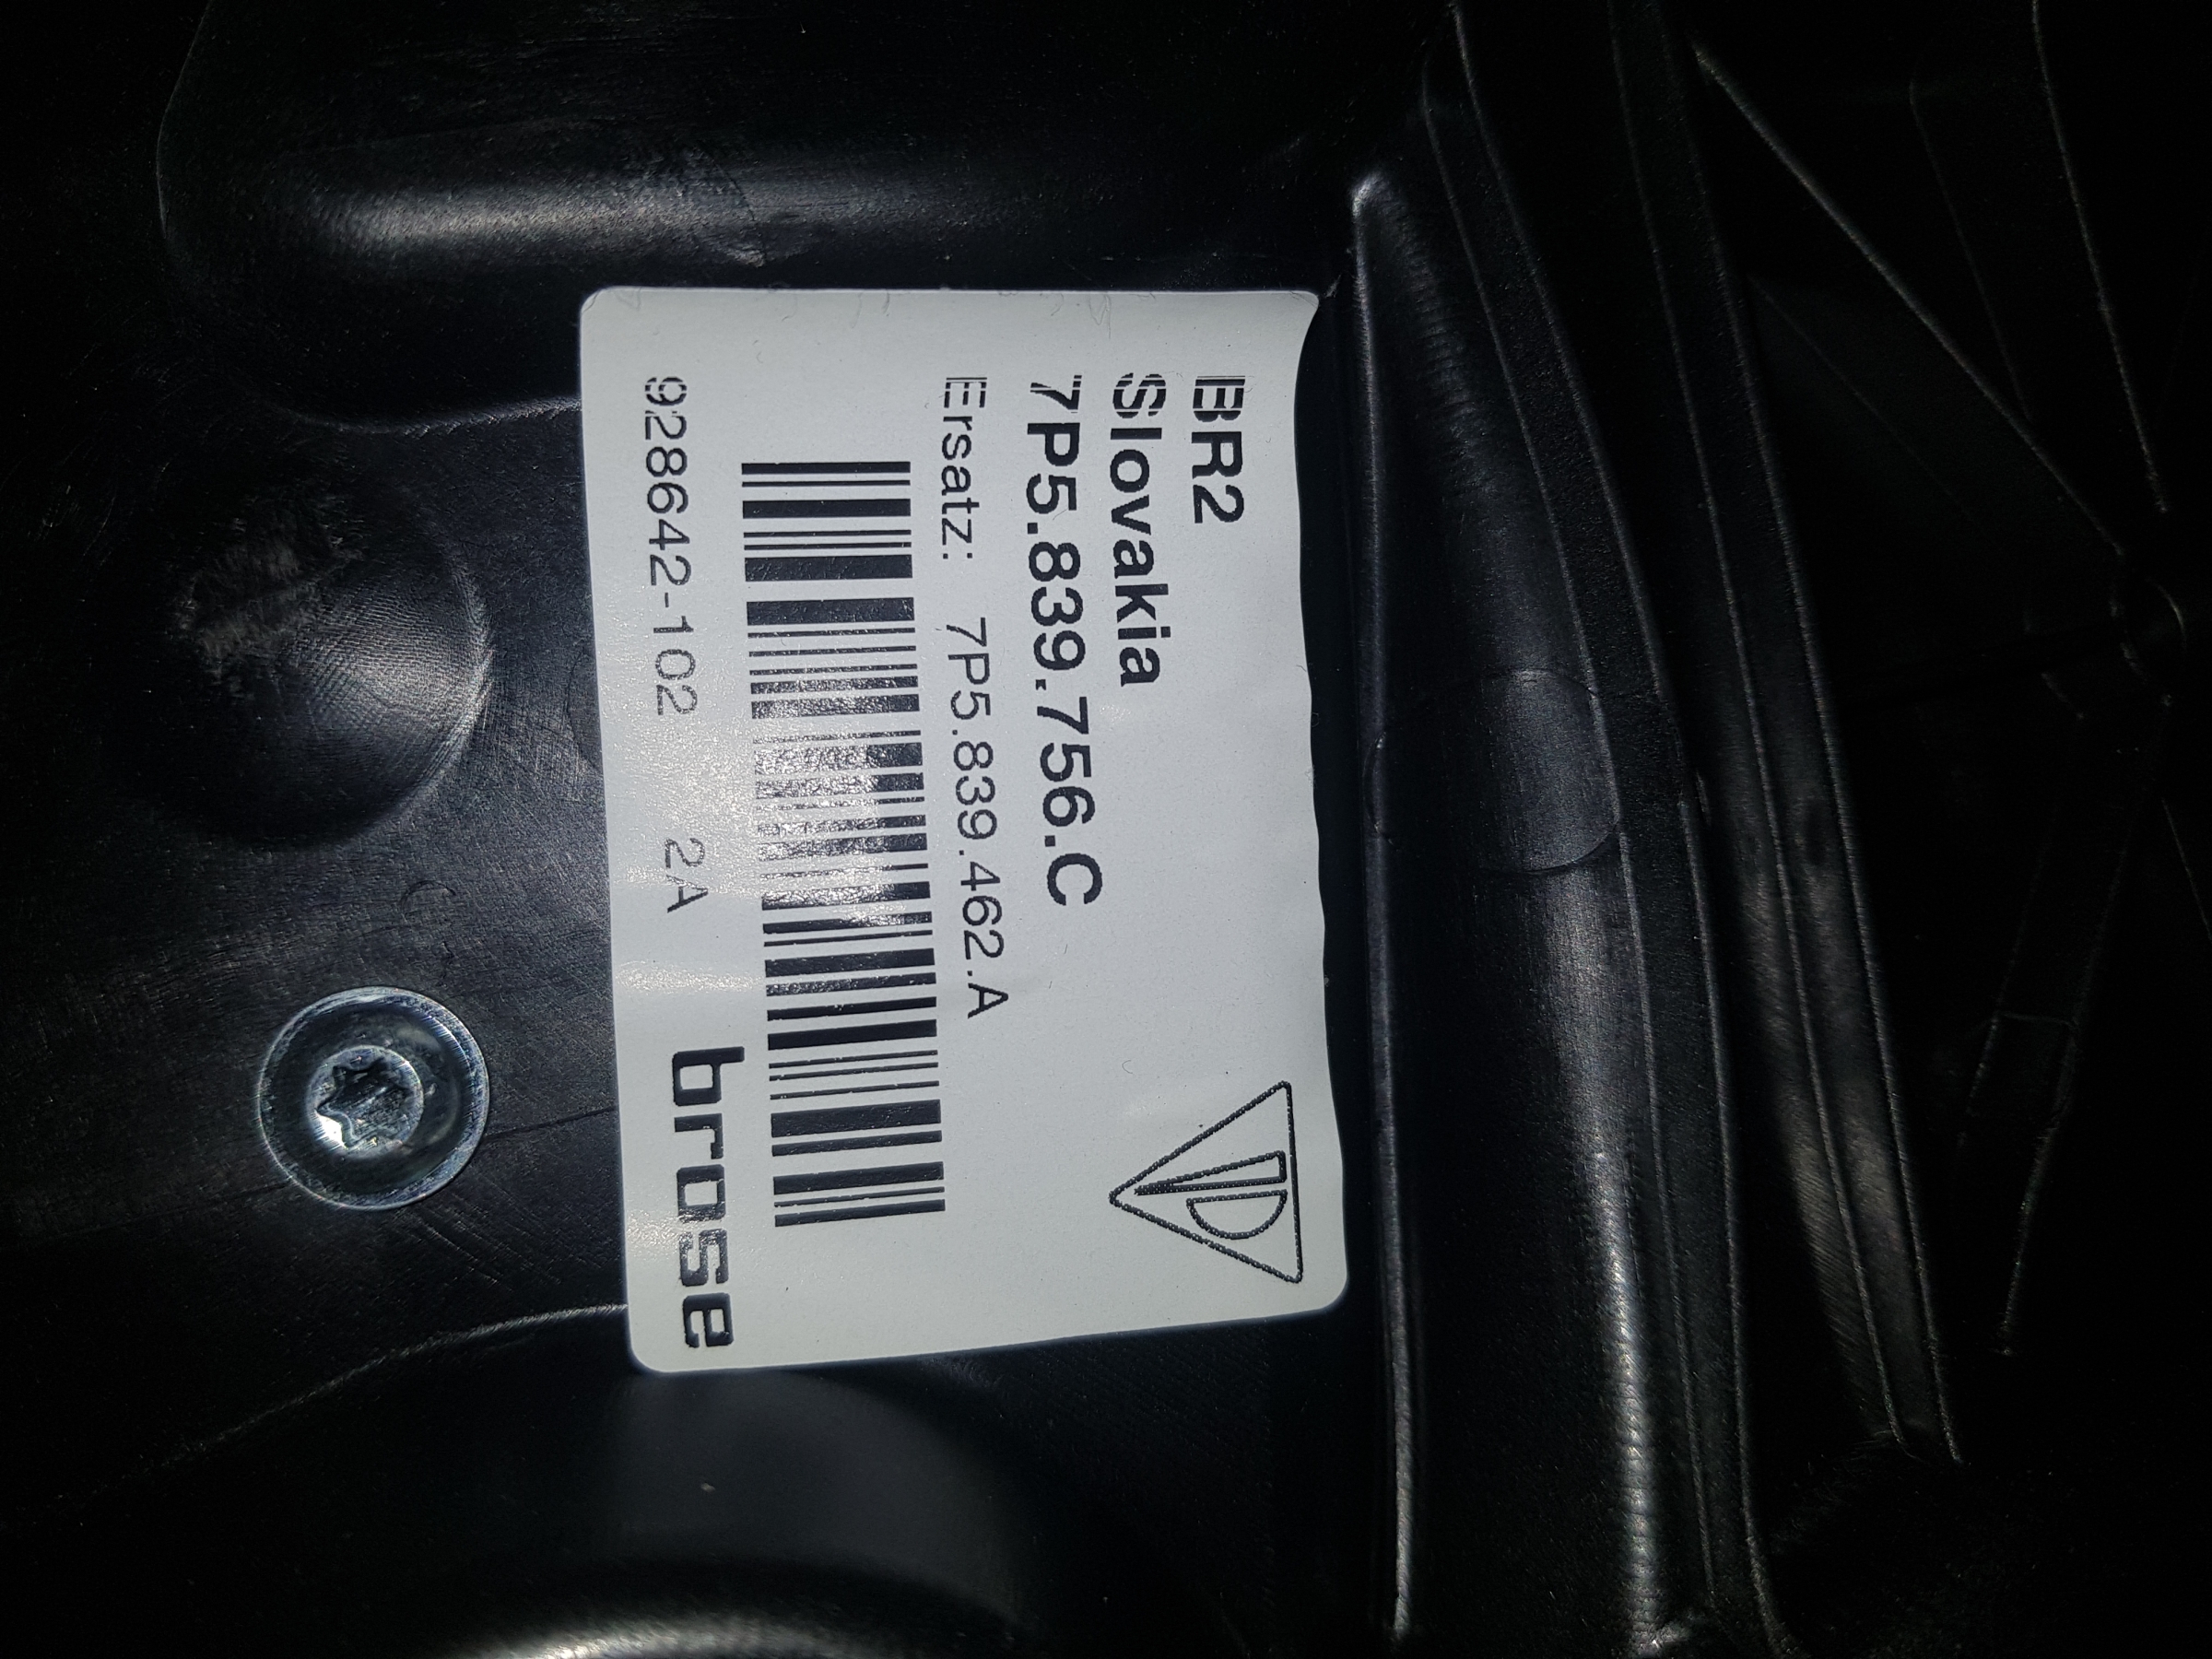 BR2
Slovakia
7P5.839.756.C
Ersatz: 7P5.839.462.A
928642-102 2A brose